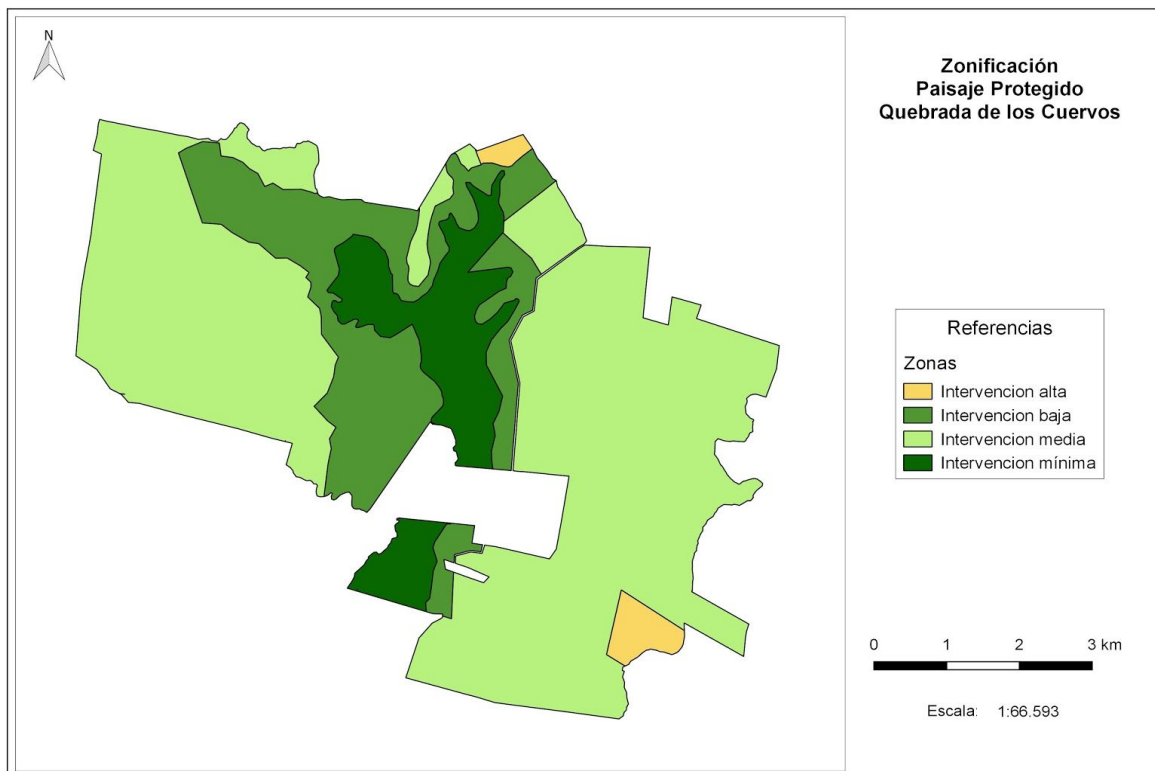 N
Zonificación
Paisaje Protegido
Quebrada de los Cuervos
Referencias
Zonas
Intervencion alta
Intervencion baja
Intervencion media
Intervencion mínima
0 1 2 3 km
Escala: 1:66.593